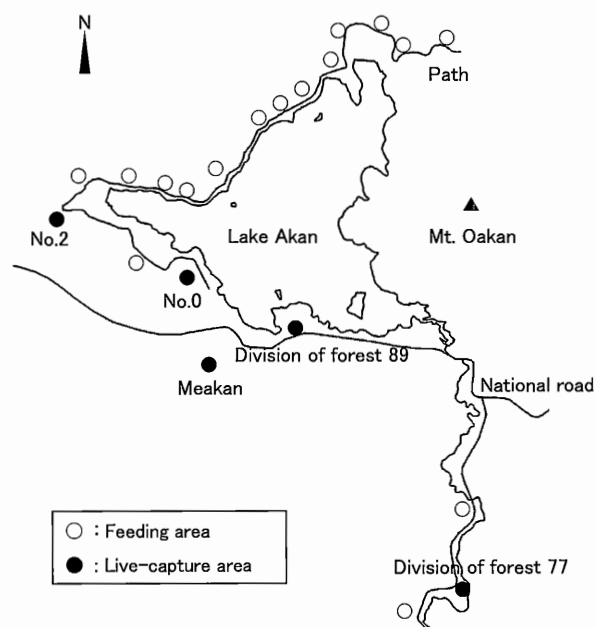 N
Path
Lake Akan
Mt. Oakan
No.2
No.0
Division of forest 89
Meakan
National road
○ : Feeding area
● : Live-capture area
Division of forest 77